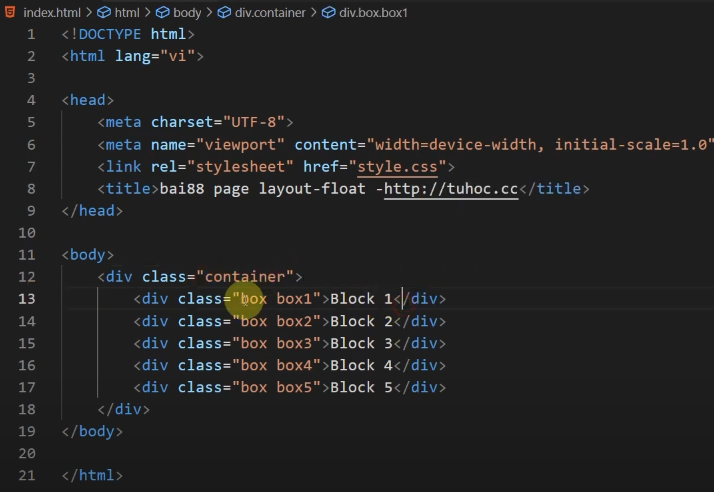 index.html > html > body > div.container > div.box.box1
1 <!DOCTYPE html>
2 <html lang="vi">
3
4 <head>
5     <meta charset="UTF-8">
6     <meta name="viewport" content="width=device-width, initial-scale=1.0"
7     <link rel="stylesheet" href="style.css">
8     <title>bai88 page layout-float -http://tuhoc.cc</title>
9 </head>
10
11 <body>
12     <div class="container">
13         <div class="box box1">Block 1</div>
14         <div class="box box2">Block 2</div>
15         <div class="box box3">Block 3</div>
16         <div class="box box4">Block 4</div>
17         <div class="box box5">Block 5</div>
18     </div>
19 </body>
20
21 </html>